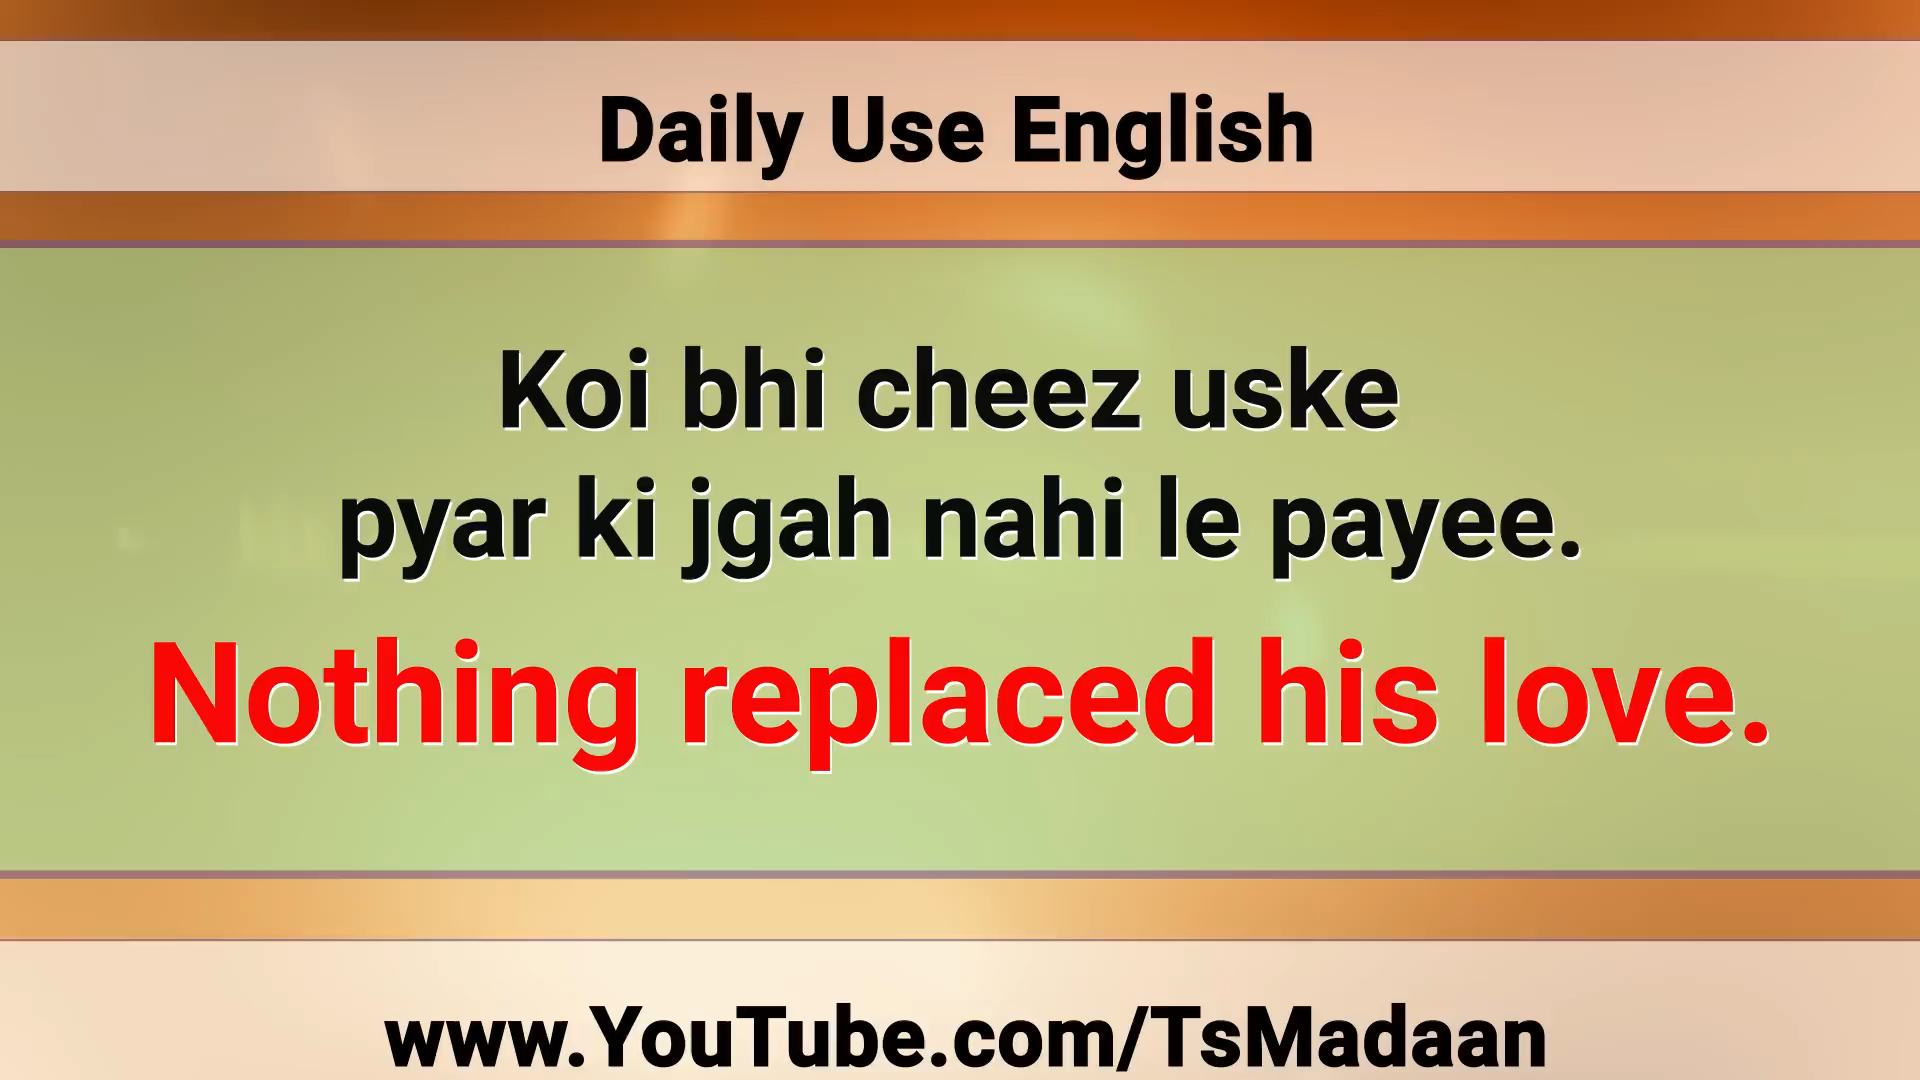 Daily Use English
Koi bhi cheez uske
pyar ki jgah nahi le payee.
Nothing replaced his love.
www.YouTube.com/TsMadaan